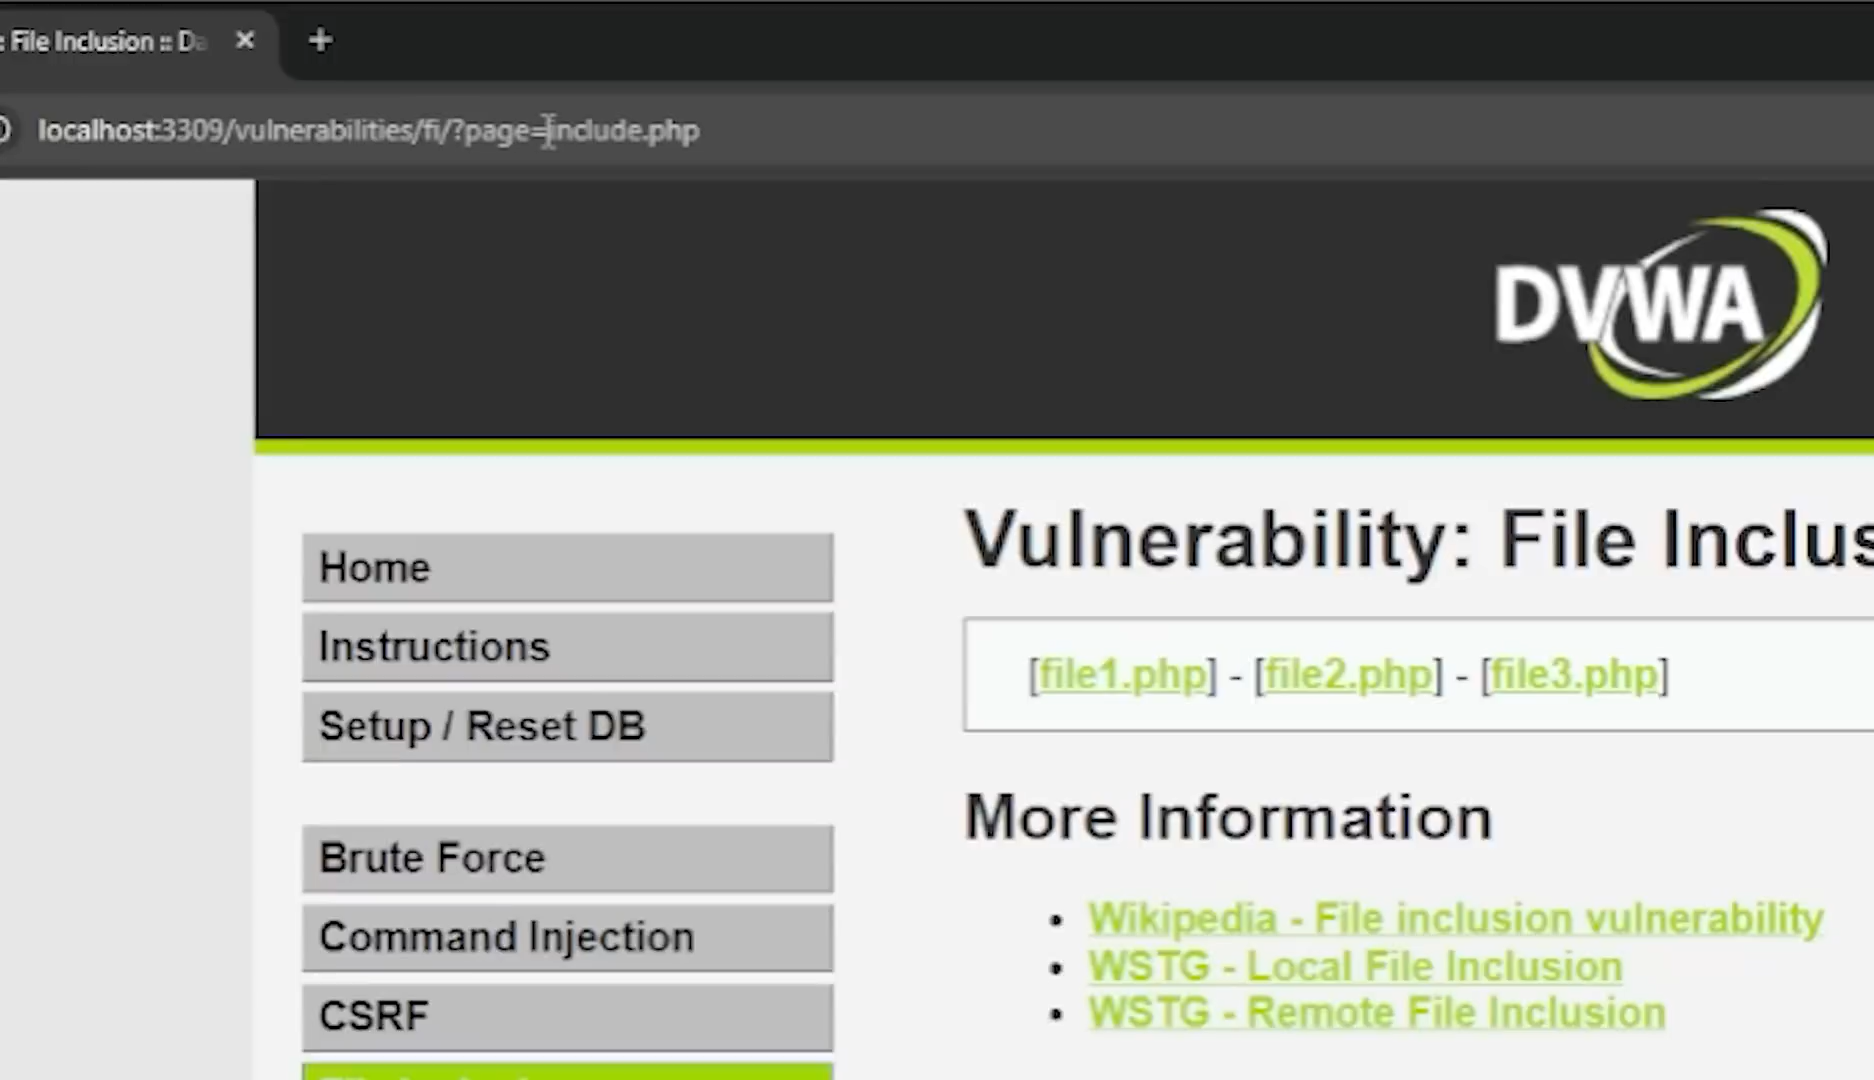 : File Inclusion :: Da
localhost:3309/vulnerabilities/fi/?page=include.php
DVWA
Home
Instructions
Setup / Reset DB
Brute Force
Command Injection
CSRF
Vulnerability: File Inclus
[file1.php] - [file2.php] - [file3.php]
More Information
• Wikipedia - File inclusion vulnerability
• WSTG - Local File Inclusion
• WSTG - Remote File Inclusion